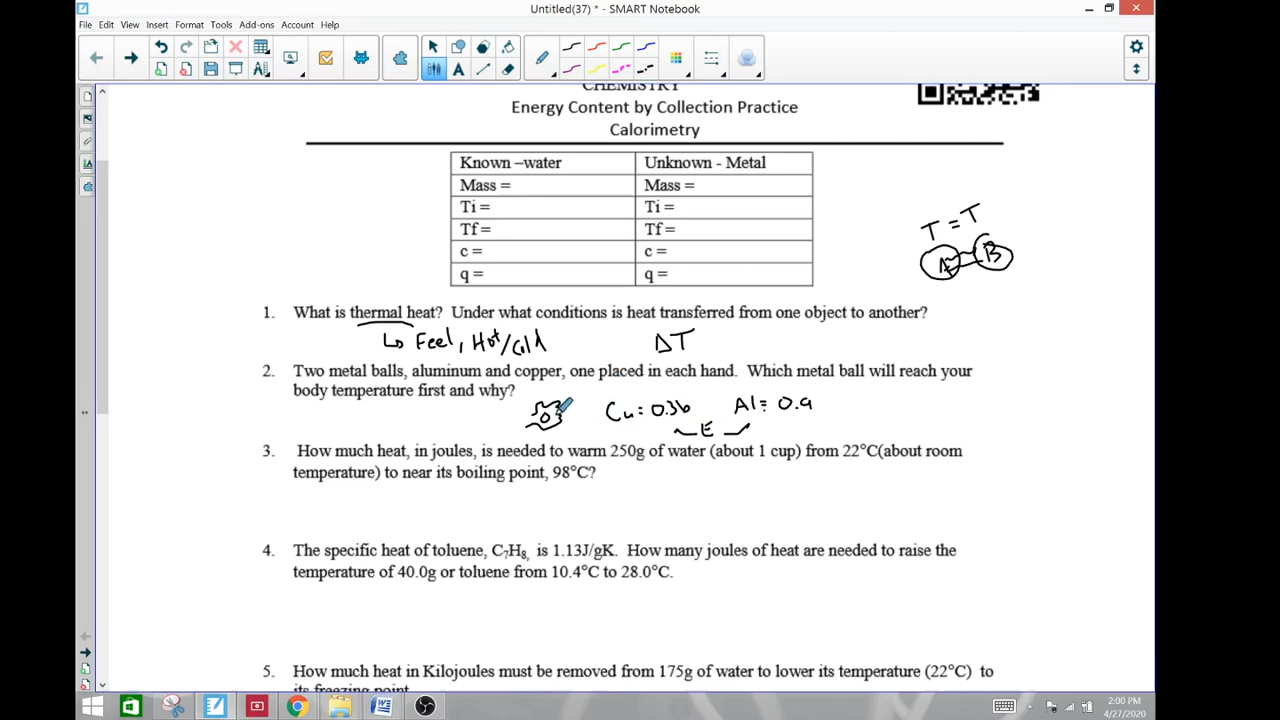 Untitled(37) * - SMART Notebook
File Edit View Insert Format Tools Add-ons Account Help
CHEMISTRY
Energy Content by Collection Practice
Calorimetry
Known –water Unknown - Metal
Mass = Mass =
Ti = Ti =
Tf = Tf =
c = c =
q = q =
T = T
A B
1. What is thermal heat? Under what conditions is heat transferred from one object to another?
↳ Feel, Hot/Cold ΔT
2. Two metal balls, aluminum and copper, one placed in each hand. Which metal ball will reach your
body temperature first and why?
Cu = 0.36 Al = 0.9
E
3. How much heat, in joules, is needed to warm 250g of water (about 1 cup) from 22°C(about room
temperature) to near its boiling point, 98°C?
4. The specific heat of toluene, C₇H₈, is 1.13J/gK. How many joules of heat are needed to raise the
temperature of 40.0g or toluene from 10.4°C to 28.0°C.
5. How much heat in Kilojoules must be removed from 175g of water to lower its temperature (22°C) to
its freezing point
2:00 PM
4/27/2020